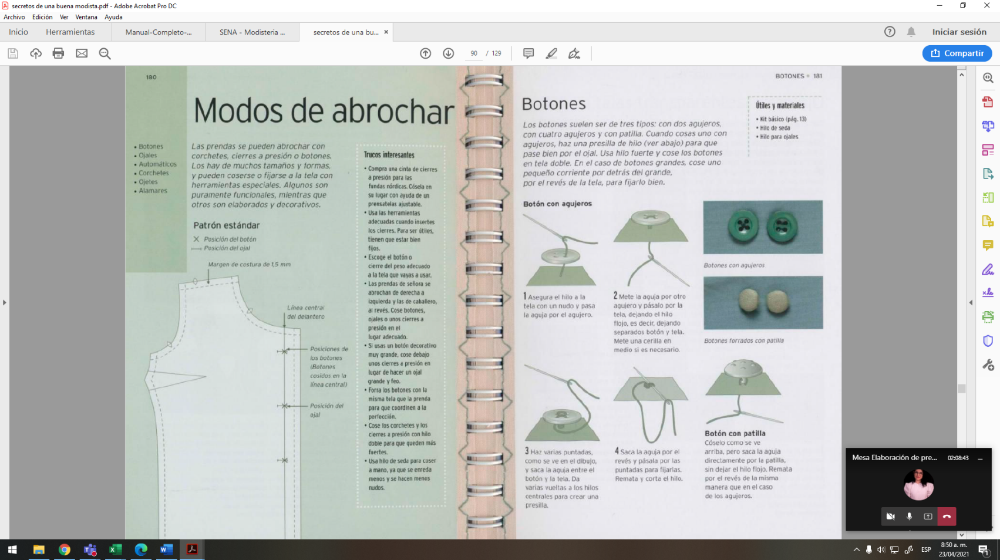 secretos de una buena modista.pdf - Adobe Acrobat Pro DC
Archivo Edición Ver Ventana Ayuda
Inicio Herramientas Manual-Completo-... SENA - Modisteria ... secretos de una bu... × Iniciar sesión
90 / 129 Compartir
180
Modos de abrochar
• Botones
• Ojales
• Automáticos
• Corchetes
• Ojetes
• Alamares
Las prendas se pueden abrochar con
corchetes, cierres a presión o botones.
Los hay de muchos tamaños y formas,
y pueden coserse o fijarse a la tela con
herramientas especiales. Algunos son
puramente funcionales, mientras que
otros son elaborados y decorativos.
Patrón estándar
Posición del botón
Posición del ojal
Margen de costura de 1,5 mm
Línea central
del delantero
Posiciones de
los botones
(Botones
cosidos en la
línea central)
Posición del
ojal
Trucos interesantes
• Compra una cinta de cierres
a presión para las
fundas nórdicas. Cósela en
su lugar con ayuda de un
prensatelas ajustable.
• Usa las herramientas
adecuadas cuando insertes
los cierres. Para ser útiles,
tienen que estar bien
fijos.
• Escoge el botón o
cierre del peso adecuado
a la tela que vayas a usar.
• Las prendas de señora se
abrochan de derecha a
izquierda y las de caballero,
al revés. Cose botones,
ojales o unos cierres a
presión en el
lugar adecuado.
• Si usas un botón decorativo
muy grande, cose debajo
unos cierres a presión en
lugar de hacer un ojal
grande y feo.
• Forra los botones con la
misma tela que la prenda
para que coordinen a la
perfección.
• Cose los corchetes y los
cierres a presión con hilo
doble para que queden más
fuertes.
• Usa hilo de seda para coser
a mano, ya que se enreda
menos y se hacen menos
nudos.
BOTONES • 181
Botones
Los botones suelen ser de tres tipos: con dos agujeros,
con cuatro agujeros y con patilla. Cuando cosas uno con
agujeros, haz una presilla de hilo (ver abajo) para que
pase bien por el ojal. Usa hilo fuerte y cose los botones
en tela doble. En el caso de botones grandes, cose uno
pequeño corriente por detrás del grande,
por el revés de la tela, para fijarlo bien.
Útiles y materiales
• Kit básico (pág. 13)
• Hilo de seda
• Hilo para ojales
Botón con agujeros
1 Asegura el hilo a la
tela con un nudo y pasa
la aguja por el agujero.
2 Mete la aguja por otro
agujero y pásalo por la
tela, dejando el hilo
flojo, es decir, dejando
separados botón y tela.
Mete una cerilla en
medio si es necesario.
Botones con agujeros
Botones forrados con patilla
3 Haz varias puntadas,
como se ve en el dibujo,
y saca la aguja entre el
botón y la tela. Da
varias vueltas a los hilos
centrales para crear una
presilla.
4 Saca la aguja por el
revés y pásala por las
puntadas para fijarlas.
Remata y corta el hilo.
Botón con patilla
Cóselo como se ve
arriba, pero saca la aguja
directamente por la patilla,
sin dejar el hilo flojo. Remata
por el revés de la misma
manera que en el caso
de los agujeros.
Mesa Elaboración de pre... 02:08:43
ESP
8:50 a. m.
23/04/2021
1